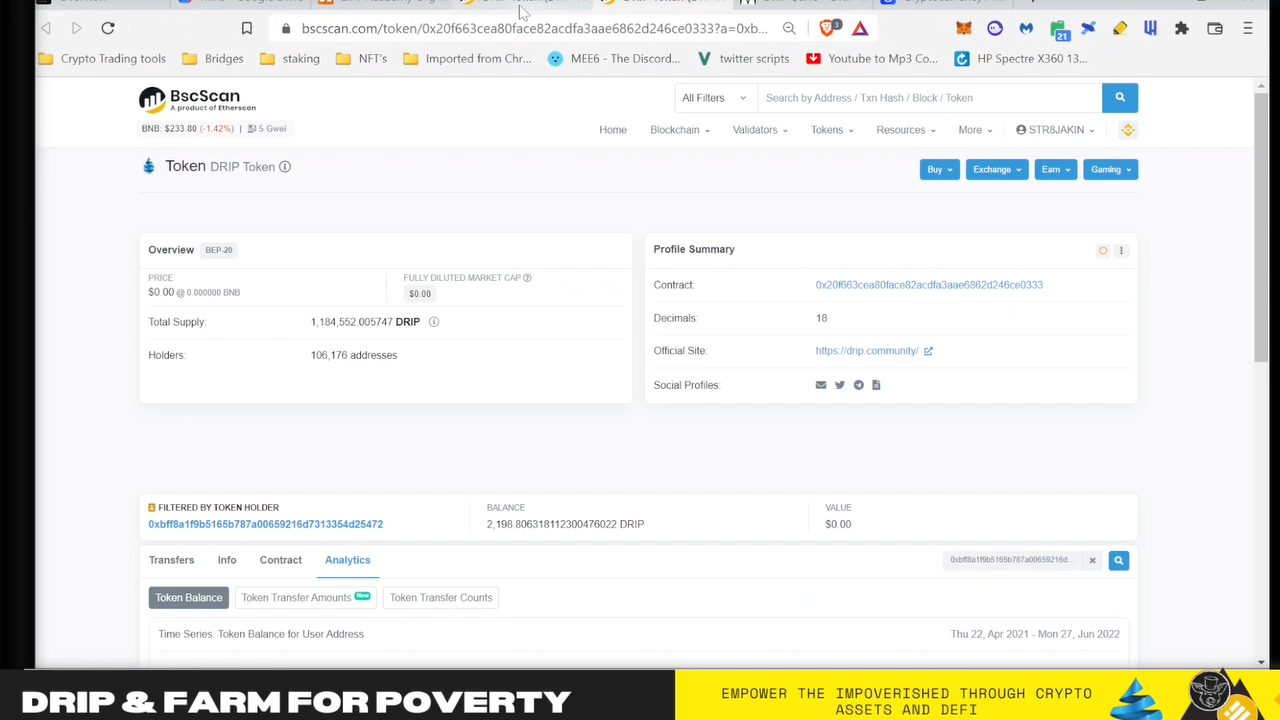 bscscan.com/token/0x20f663cea80face82acdfa3aae6862d246ce0333?a=0xb...
3
21
Crypto Trading tools Bridges staking NFT's Imported from Chr... MEE6 - The Discord... twitter scripts Youtube to Mp3 Co... HP Spectre X360 13...
BscScan
A product of Etherscan
All Filters Search by Address / Txn Hash / Block / Token
BNB: $233.80 (-1.42%) | 5 Gwei
Home Blockchain Validators Tokens Resources More STR8JAKIN
Token DRIP Token
Buy Exchange Earn Gaming
Overview BEP-20
PRICE
$0.00 @ 0.000000 BNB
FULLY DILUTED MARKET CAP
$0.00
Total Supply: 1,184,552.005747 DRIP
Holders: 106,176 addresses
Profile Summary
Contract: 0x20f663cea80face82acdfa3aae6862d246ce0333
Decimals: 18
Official Site: https://drip.community/
Social Profiles:
FILTERED BY TOKEN HOLDER
0xbff8a1f9b5165b787a00659216d7313354d25472
BALANCE
2,198.806318112300476022 DRIP
VALUE
$0.00
Transfers Info Contract Analytics
0xbff8a1f9b5165b787a00659216d...
Token Balance Token Transfer Amounts New Token Transfer Counts
Time Series: Token Balance for User Address Thu 22, Apr 2021 - Mon 27, Jun 2022
DRIP & FARM FOR POVERTY
EMPOWER THE IMPOVERISHED THROUGH CRYPTO
ASSETS AND DEFI